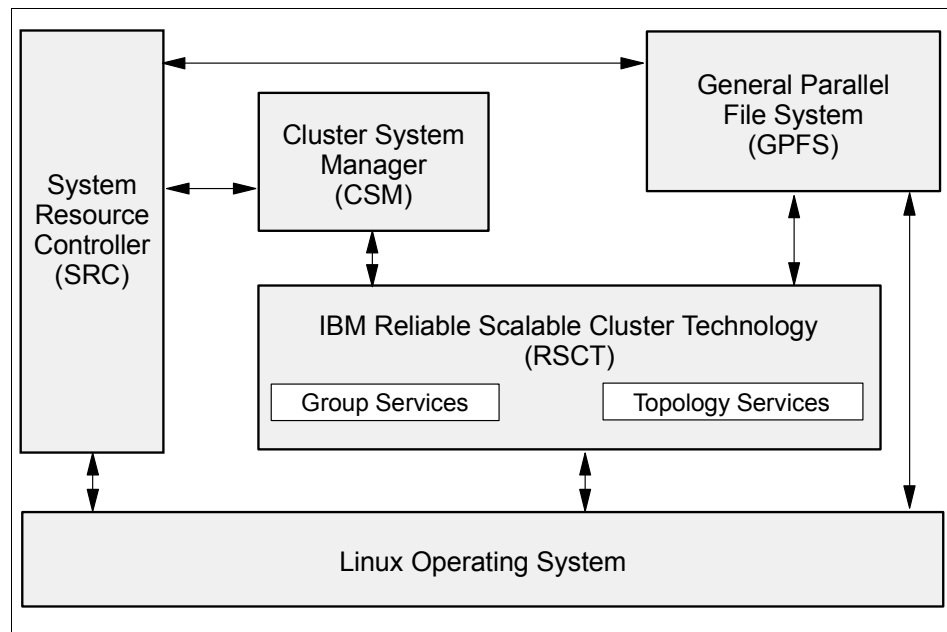 System
Resource
Controller
(SRC)
Cluster System
Manager
(CSM)
General Parallel
File System
(GPFS)
IBM Reliable Scalable Cluster Technology
(RSCT)
Group Services
Topology Services
Linux Operating System